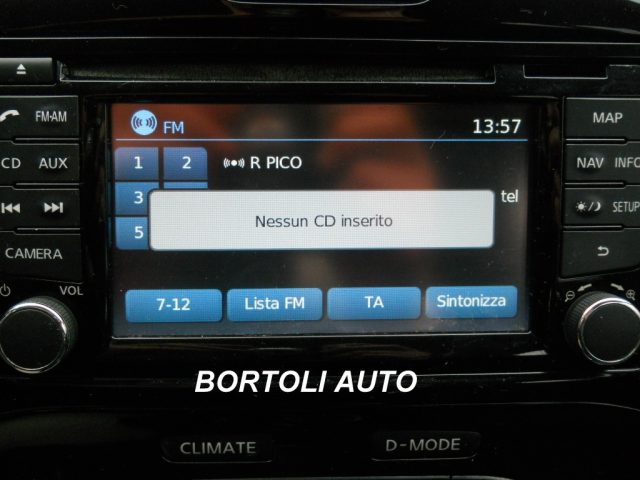 FM·AM
MAP
FM 13:57
CD AUX
NAV INFO
1 2 R PICO
3 tel
SETUP
5
Nessun CD inserito
CAMERA
VOL
7-12 Lista FM TA Sintonizza
BORTOLI AUTO
CLIMATE D-MODE